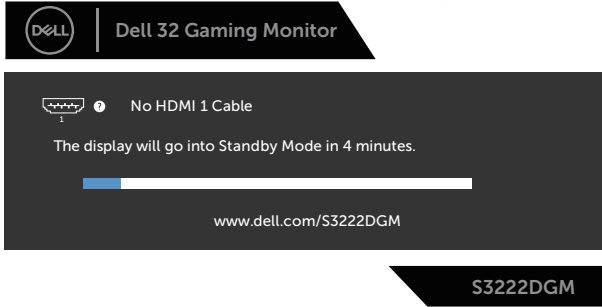 DELL
Dell 32 Gaming Monitor
? No HDMI 1 Cable
1
The display will go into Standby Mode in 4 minutes.
www.dell.com/S3222DGM
S3222DGM